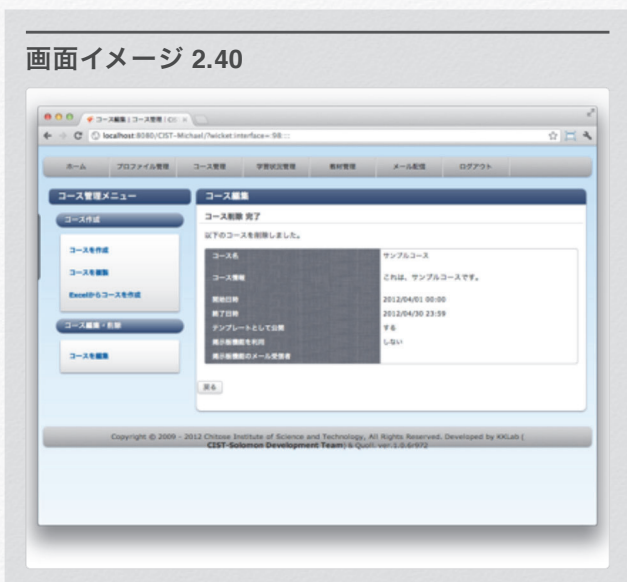 画面イメージ 2.40
コース編集 | コース管理 | CIS
localhost:8080/CIST-Michael/?wicket:interface=:98:::
ホーム プロファイル管理 コース管理 学習状況管理 教材管理 メール配信 ログアウト
コース管理メニュー
コース作成
コースを作成
コースを複製
Excelからコースを作成
コース編集・削除
コースを編集
コース編集
コース削除 完了
以下のコースを削除しました。
コース名 サンプルコース
コース情報 これは、サンプルコースです。
開始日時 2012/04/01 00:00
終了日時 2012/04/30 23:59
テンプレートとして公開 する
掲示板機能を利用 しない
掲示板機能のメール受信者
戻る
Copyright © 2009 - 2012 Chitose Institute of Science and Technology, All Rights Reserved. Developed by KKLab (
CIST-Solomon Development Team) & Quoll. ver.1.0.6r972